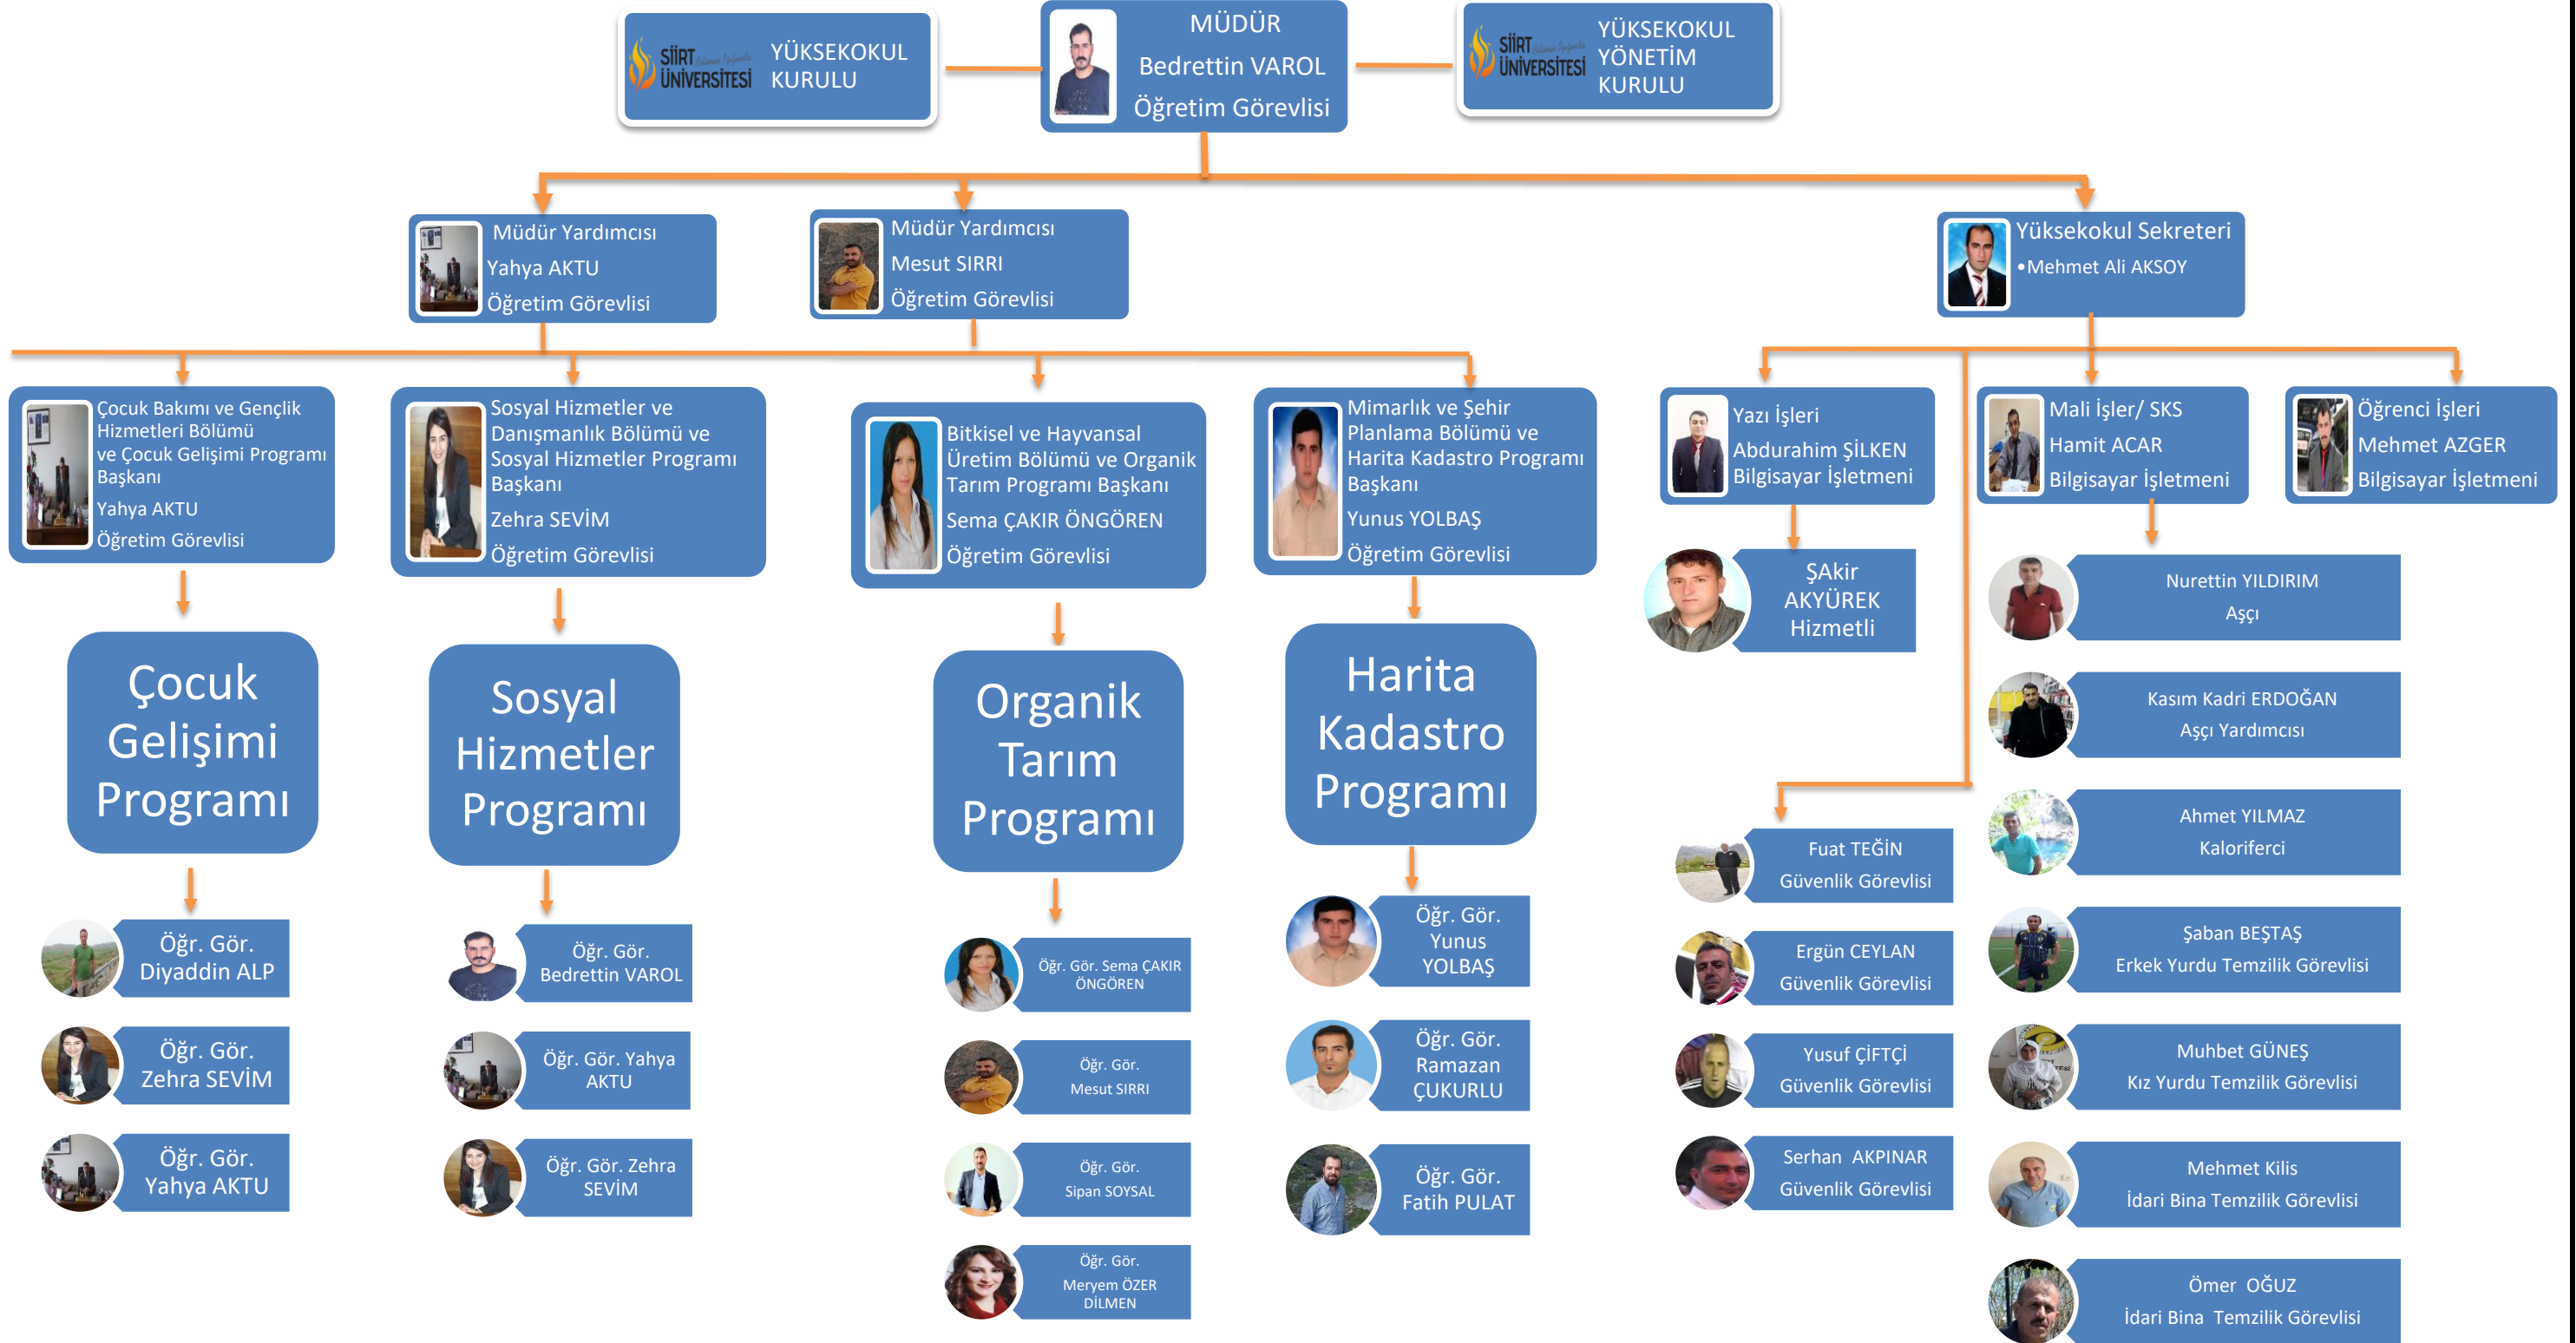 SİİRT Bilimin Işığında
ÜNİVERSİTESİ
YÜKSEKOKUL
KURULU
MÜDÜR
Bedrettin VAROL
Öğretim Görevlisi
SİİRT Bilimin Işığında
ÜNİVERSİTESİ
YÜKSEKOKUL
YÖNETİM
KURULU
Müdür Yardımcısı
Yahya AKTU
Öğretim Görevlisi
Müdür Yardımcısı
Mesut SIRRI
Öğretim Görevlisi
Yüksekokul Sekreteri
•Mehmet Ali AKSOY
Çocuk Bakımı ve Gençlik
Hizmetleri Bölümü
ve Çocuk Gelişimi Programı
Başkanı
Yahya AKTU
Öğretim Görevlisi
Sosyal Hizmetler ve
Danışmanlık Bölümü ve
Sosyal Hizmetler Programı
Başkanı
Zehra SEVİM
Öğretim Görevlisi
Bitkisel ve Hayvansal
Üretim Bölümü ve Organik
Tarım Programı Başkanı
Sema ÇAKIR ÖNGÖREN
Öğretim Görevlisi
Mimarlık ve Şehir
Planlama Bölümü ve
Harita Kadastro Programı
Başkanı
Yunus YOLBAŞ
Öğretim Görevlisi
Yazı İşleri
Abdurahim ŞİLKEN
Bilgisayar İşletmeni
Mali İşler/ SKS
Hamit ACAR
Bilgisayar İşletmeni
Öğrenci İşleri
Mehmet AZGER
Bilgisayar İşletmeni
Çocuk
Gelişimi
Programı
Sosyal
Hizmetler
Programı
Organik
Tarım
Programı
Harita
Kadastro
Programı
ŞAkir
AKYÜREK
Hizmetli
Öğr. Gör.
Diyaddin ALP
Öğr. Gör.
Zehra SEVİM
Öğr. Gör.
Yahya AKTU
Öğr. Gör.
Bedrettin VAROL
Öğr. Gör. Yahya
AKTU
Öğr. Gör. Zehra
SEVİM
Öğr. Gör. Sema ÇAKIR
ÖNGÖREN
Öğr. Gör.
Mesut SIRRI
Öğr. Gör.
Sipan SOYSAL
Öğr. Gör.
Meryem ÖZER
DİLMEN
Öğr. Gör.
Yunus
YOLBAŞ
Öğr. Gör.
Ramazan
ÇUKURLU
Öğr. Gör.
Fatih PULAT
Fuat TEĞİN
Güvenlik Görevlisi
Ergün CEYLAN
Güvenlik Görevlisi
Yusuf ÇİFTÇİ
Güvenlik Görevlisi
Serhan AKPINAR
Güvenlik Görevlisi
Nurettin YILDIRIM
Aşçı
Kasım Kadri ERDOĞAN
Aşçı Yardımcısı
Ahmet YILMAZ
Kaloriferci
Şaban BEŞTAŞ
Erkek Yurdu Temzilik Görevlisi
Muhbet GÜNEŞ
Kız Yurdu Temzilik Görevlisi
Mehmet Kilis
İdari Bina Temzilik Görevlisi
Ömer OĞUZ
İdari Bina Temzilik Görevlisi